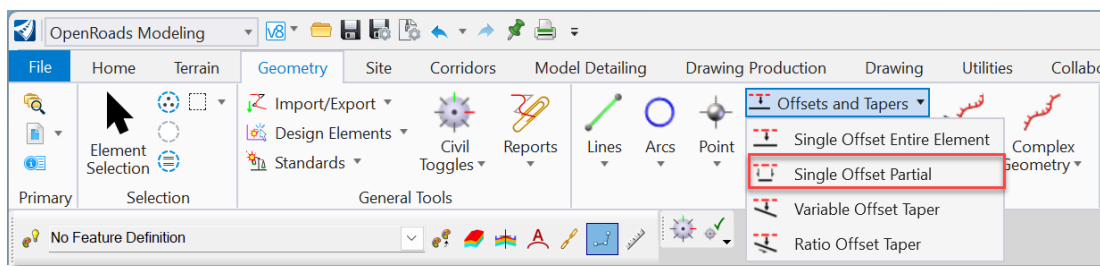 OpenRoads Modeling V8
File Home Terrain Geometry Site Corridors Model Detailing Drawing Production Drawing Utilities Collab
Import/Export
Design Elements
Standards
Element
Selection
Civil
Toggles
Reports
Lines
Arcs
Point
Offsets and Tapers
Single Offset Entire Element
Single Offset Partial
Variable Offset Taper
Ratio Offset Taper
Complex
Geometry
Primary Selection General Tools
No Feature Definition